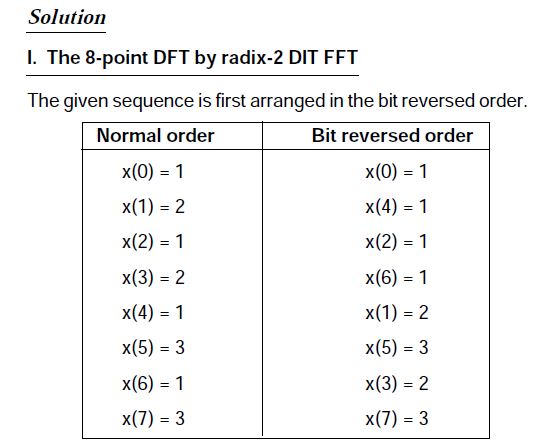 Solution
I. The 8-point DFT by radix-2 DIT FFT
The given sequence is first arranged in the bit reversed order.
Normal order Bit reversed order
x(0) = 1 x(0) = 1
x(1) = 2 x(4) = 1
x(2) = 1 x(2) = 1
x(3) = 2 x(6) = 1
x(4) = 1 x(1) = 2
x(5) = 3 x(5) = 3
x(6) = 1 x(3) = 2
x(7) = 3 x(7) = 3